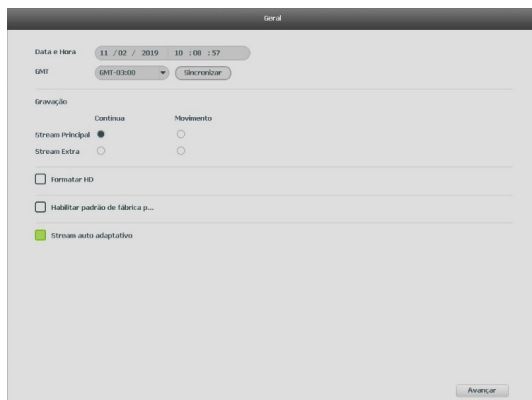 Geral
Data e Hora 11 / 02 / 2019 10 : 08 : 57
GMT GMT-03:00 Sincronizar
Gravação
Contínua Movimento
Stream Principal
Stream Extra
Formatar HD
Habilitar padrão de fábrica p...
Stream auto adaptativo
Avançar